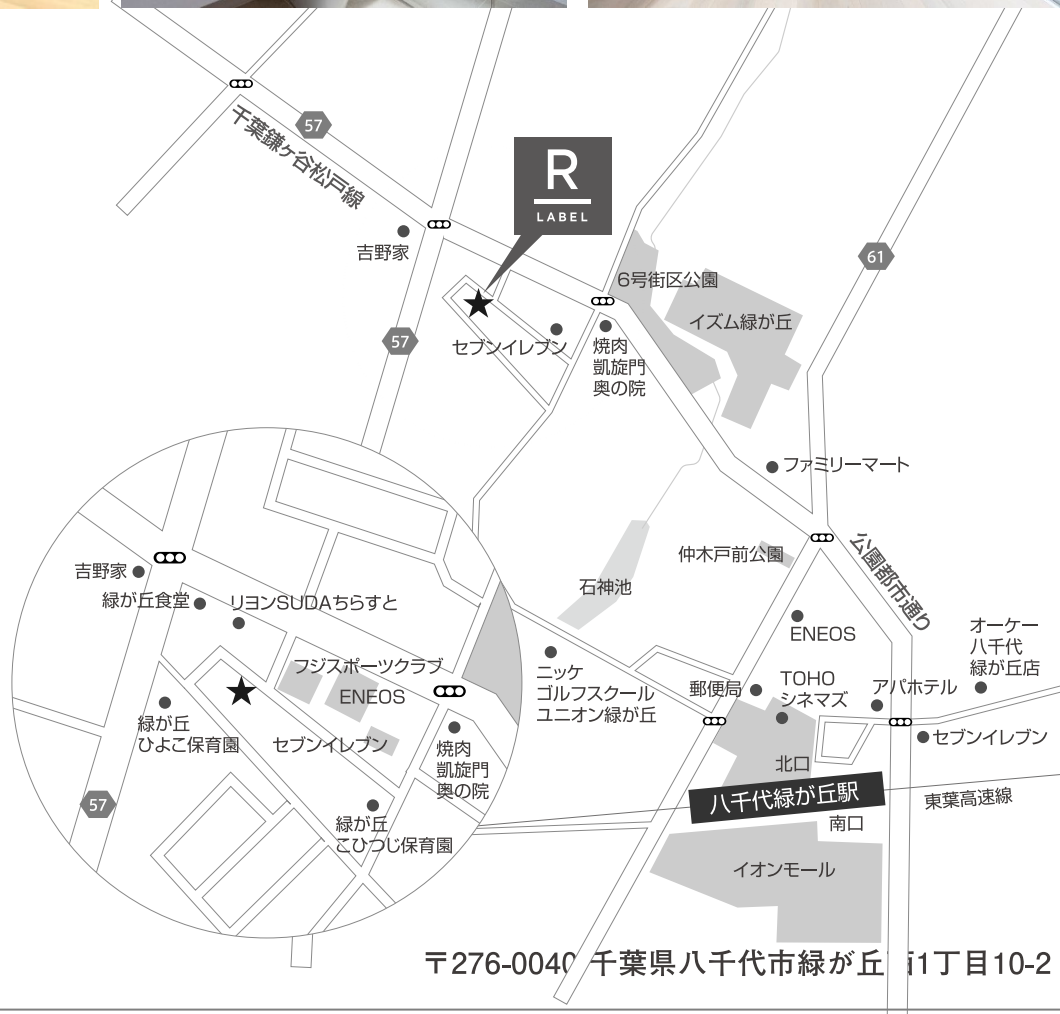 57
千葉鎌ヶ谷松戸線
R
LABEL
吉野家
57
セブンイレブン
焼肉
凱旋門
奥の院
6号街区公園
イズム緑が丘
61
ファミリーマート
仲木戸前公園
公園都市通り
石神池
ENEOS
オーケー
八千代
緑が丘店
ニッケ
ゴルフスクール
ユニオン緑が丘
郵便局
TOHO
シネマズ
アパホテル
セブンイレブン
北口
八千代緑が丘駅
東葉高速線
南口
イオンモール
吉野家
緑が丘食堂
リヨンSUDAちらすと
フジスポーツクラブ
ENEOS
緑が丘
ひよこ保育園
セブンイレブン
焼肉
凱旋門
奥の院
57
緑が丘
こひつじ保育園
〒276-0040 千葉県八千代市緑が丘西1丁目10-2